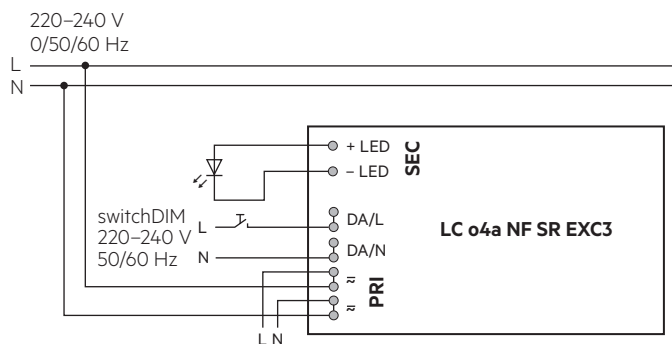 220–240 V
0/50/60 Hz
L
N
+ LED
– LED
SEC
switchDIM
220–240 V
50/60 Hz
L
N
DA/L
DA/N
PRI
LC o4a NF SR EXC3
L N